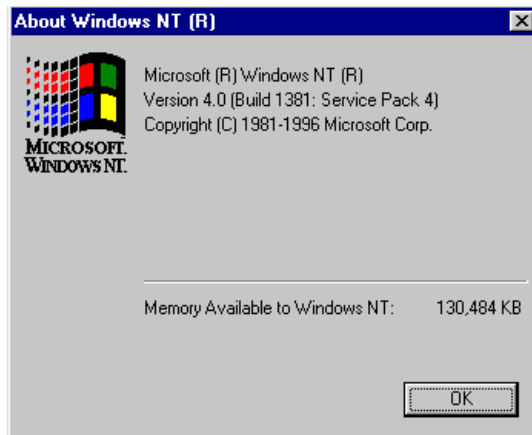 About Windows NT (R)
Microsoft (R) Windows NT (R)
Version 4.0 (Build 1381: Service Pack 4)
Copyright (C) 1981-1996 Microsoft Corp.
MICROSOFT.
WINDOWS NT.
Memory Available to Windows NT: 130,484 KB
OK